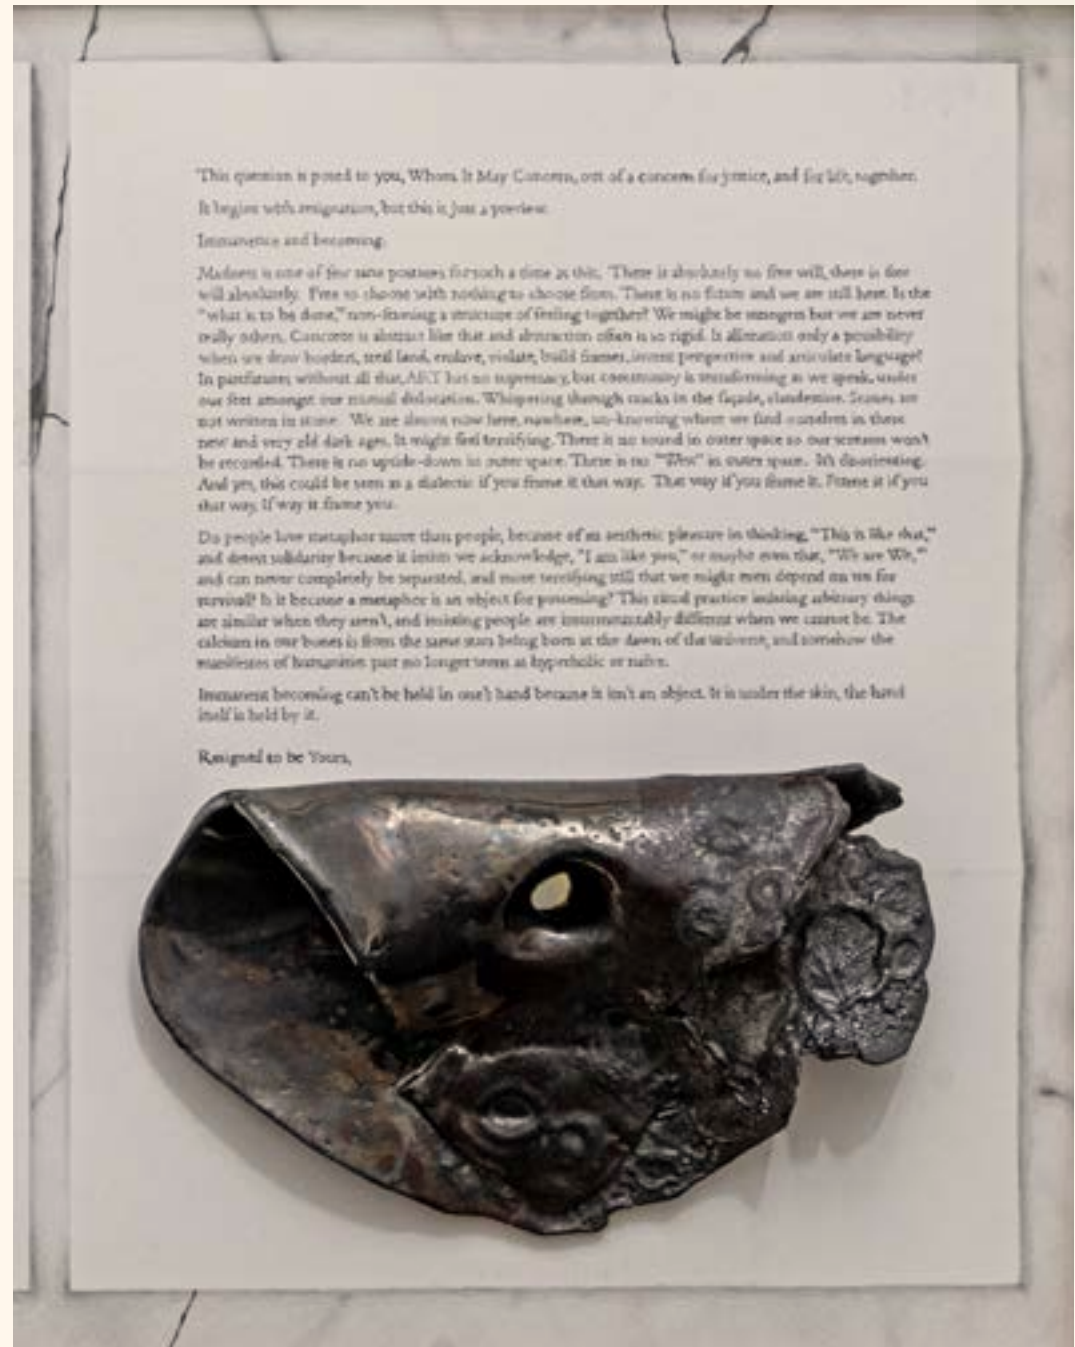 This question is posed to you, Whom It May Concern, out of a concern for justice, and for life, together.
It begins with resignation, but this is just a preview.
Immanence and becoming.
Madness is one of few sane postures for such a time as this. There is absolutely no free will, there is free
will absolutely. Free to choose with nothing to choose from. There is no future and we are still here. Is the
"what is to be done," non-framing a structure of feeling together? We might be strangers but we are never
really others. Concrete is abstract like that and abstraction often is so rigid. Is alienation only a possibility
when we draw borders, steal land, enslave, violate, build frames, invent perspective and articulate language?
In pastfutures without all that, ART has no supremacy, but community is transforming as we speak, under
our feet amongst our mutual dislocation. Whispering through cracks in the façade, clandestine. Scenes are
not written in stone. We are almost now here, nowhere, un-knowing where we find ourselves in these
new and very old dark ages. It might feel terrifying. There is no sound in outer space so our screams won't
be recorded. There is no upside-down in outer space. There is no "West" in outer space. It's disorienting.
And yes, this could be seen as a dialectic if you frame it that way. That way if you frame it. Frame it if you
that way. If way it frame you.
Do people love metaphor more than people, because of an aesthetic pleasure in thinking, "This is like that,"
and detest solidarity because it insists we acknowledge, "I am like you," or maybe even that, "We are We,"
and can never completely be separated, and more terrifying still that we might even depend on us for
survival? Is it because a metaphor is an object for possessing? This ritual practice insisting arbitrary things
are similar when they aren't, and insisting people are insurmountably different when we cannot be. The
calcium in our bones is from the same stars being born at the dawn of the universe, and somehow the
manifestos of humanities past no longer seem as hyperbolic or naïve.
Immanent becoming can't be held in one's hand because it isn't an object. It is under the skin, the hand
itself is held by it.
Resigned to be Yours,